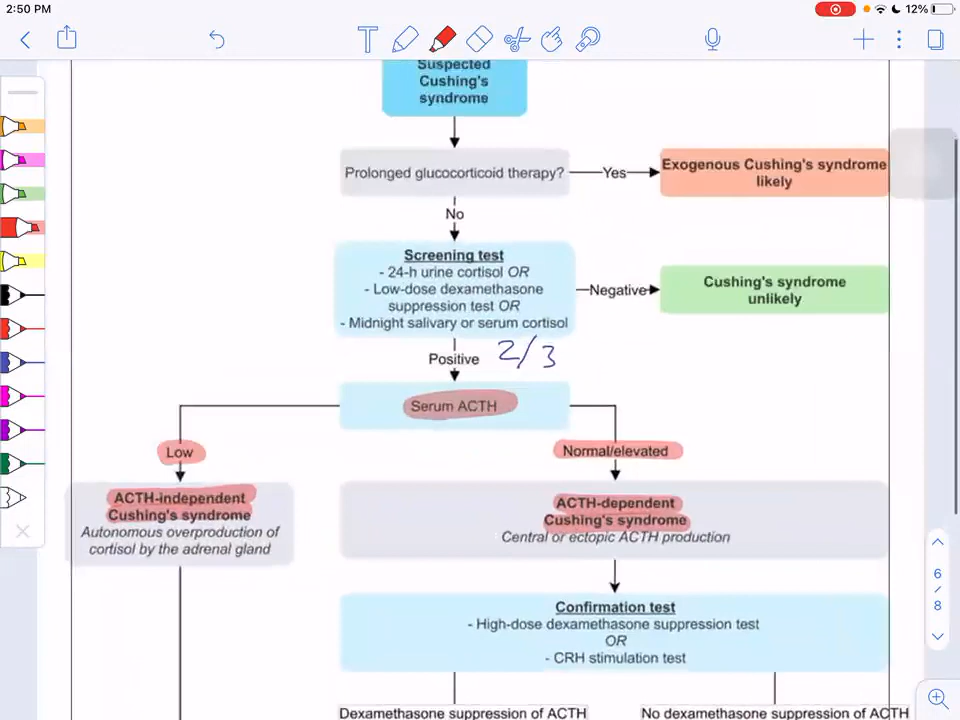 2:50 PM
12%
T
Suspected
Cushing's
syndrome
Prolonged glucocorticoid therapy?
Yes
Exogenous Cushing's syndrome
likely
No
Screening test
- 24-h urine cortisol OR
- Low-dose dexamethasone
suppression test OR
- Midnight salivary or serum cortisol
Negative
Cushing's syndrome
unlikely
Positive
2/3
Serum ACTH
Low
Normal/elevated
ACTH-independent
Cushing's syndrome
Autonomous overproduction of
cortisol by the adrenal gland
ACTH-dependent
Cushing's syndrome
Central or ectopic ACTH production
6
/
8
Confirmation test
- High-dose dexamethasone suppression test
OR
- CRH stimulation test
Dexamethasone suppression of ACTH
No dexamethasone suppression of ACTH